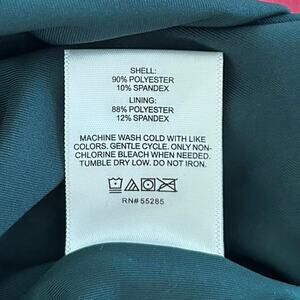 SHELL:
90% POLYESTER
10% SPANDEX
LINING:
88% POLYESTER
12% SPANDEX
MACHINE WASH COLD WITH LIKE
COLORS. GENTLE CYCLE. ONLY NON-
CHLORINE BLEACH WHEN NEEDED.
TUMBLE DRY LOW. DO NOT IRON.
RN# 55285